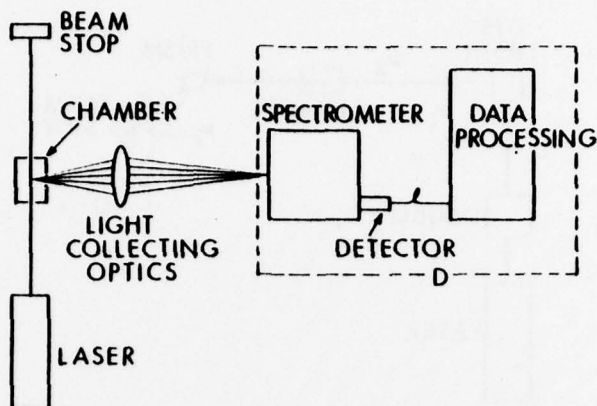 BEAM
STOP
CHAMBER
SPECTROMETER
DATA
PROCESSING
LIGHT
COLLECTING
OPTICS
DETECTOR
D
LASER